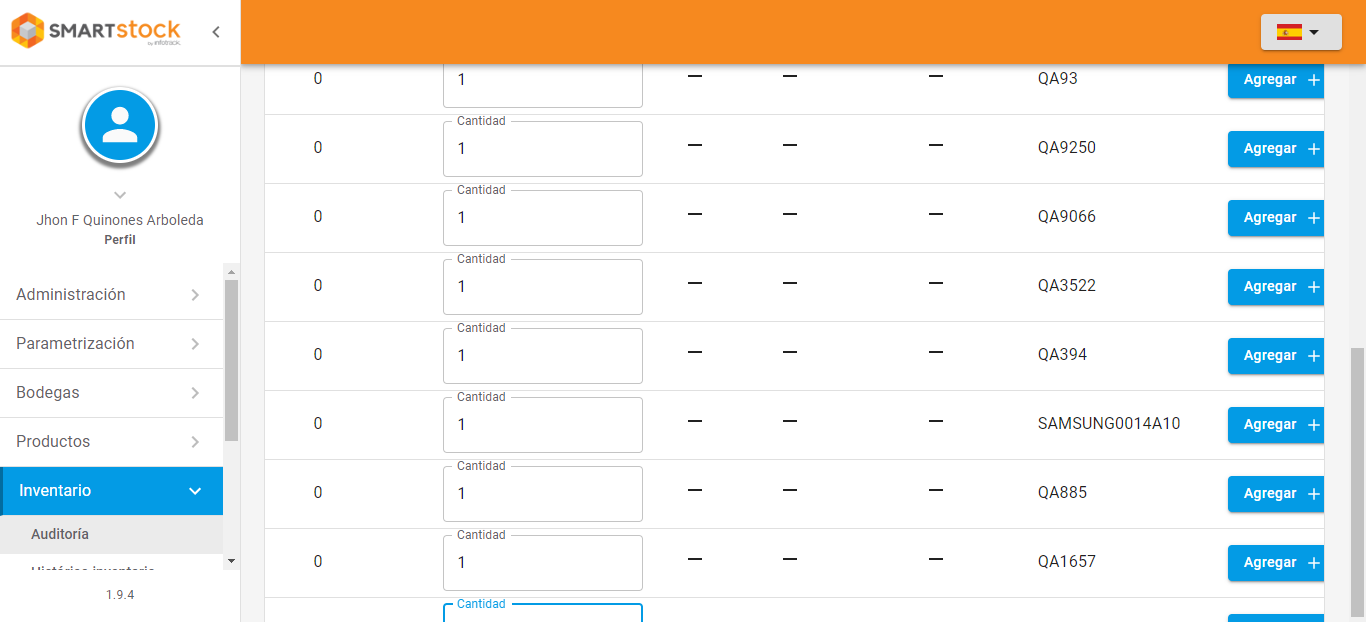 SMARTstock
by infotrack.
Jhon F Quinones Arboleda
Perfil
Administración
Parametrización
Bodegas
Productos
Inventario
Auditoría
Histórico inventario
1.9.4
0 1 — — — QA93 Agregar +
Cantidad
0 1 — — — QA9250 Agregar +
Cantidad
0 1 — — — QA9066 Agregar +
Cantidad
0 1 — — — QA3522 Agregar +
Cantidad
0 1 — — — QA394 Agregar +
Cantidad
0 1 — — — SAMSUNG0014A10 Agregar +
Cantidad
0 1 — — — QA885 Agregar +
Cantidad
0 1 — — — QA1657 Agregar +
Cantidad